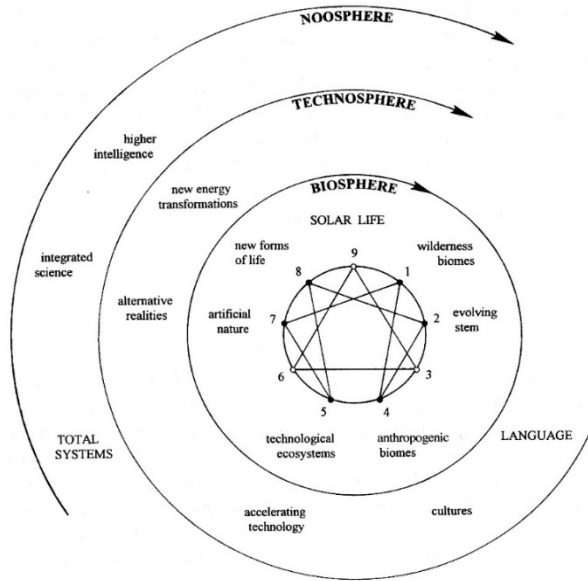 NOOSPHERE
TECHNOSPHERE
higher
intelligence
new energy
transformations
BIOSPHERE
SOLAR LIFE
new forms
of life
wilderness
biomes
9
8
1
integrated
science
alternative
realities
artificial
nature
7
2
evolving
stem
6
3
5
4
TOTAL
SYSTEMS
technological
ecosystems
anthropogenic
biomes
LANGUAGE
accelerating
technology
cultures